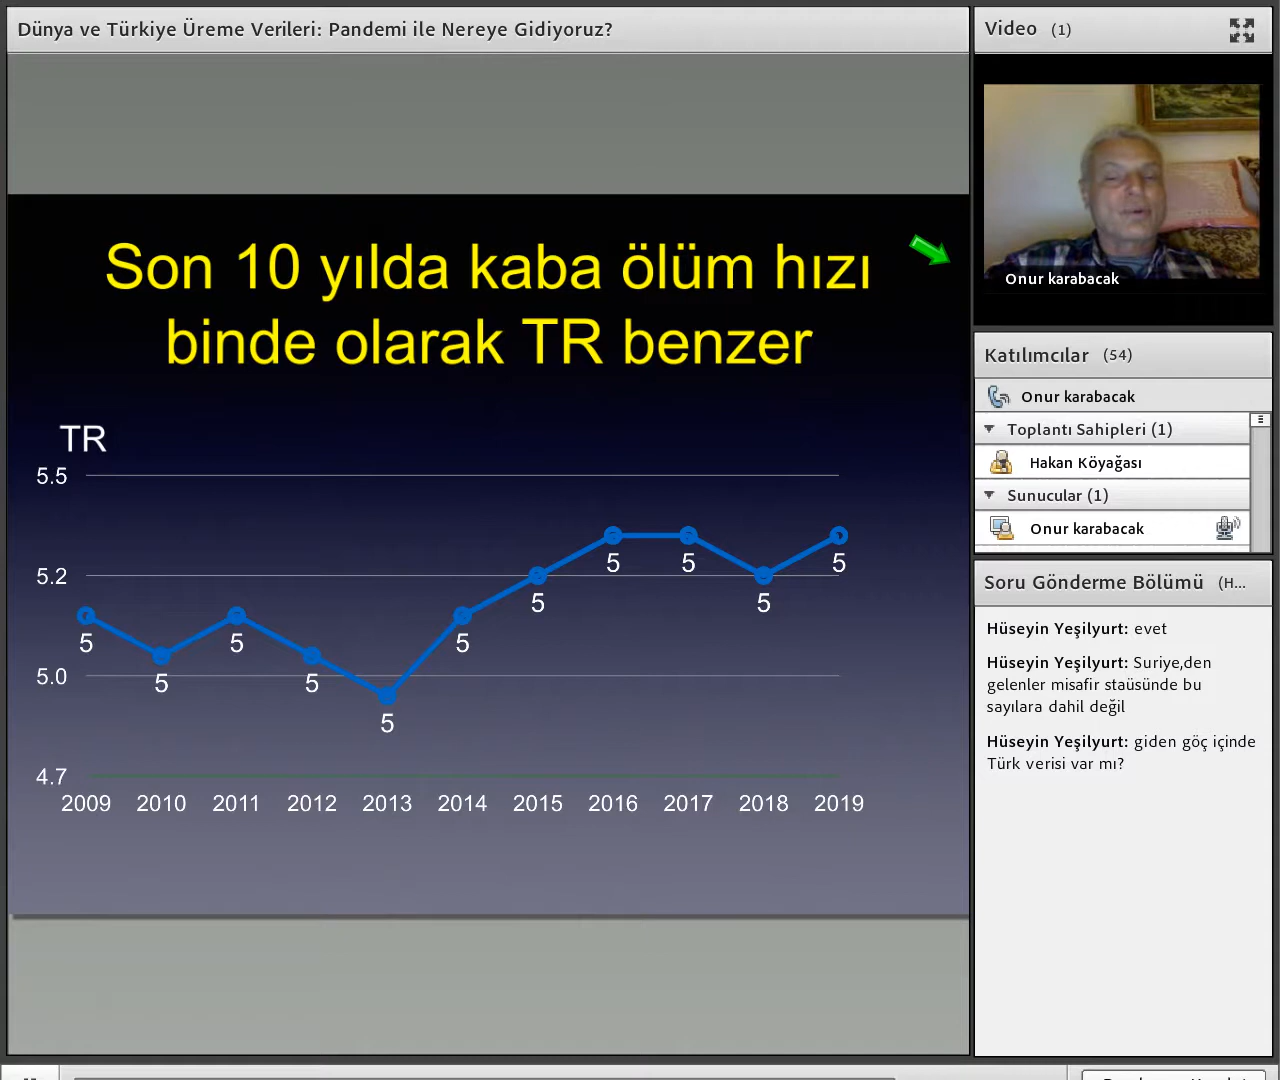 Dünya ve Türkiye Üreme Verileri: Pandemi ile Nereye Gidiyoruz?
Son 10 yılda kaba ölüm hızı
binde olarak TR benzer
TR
5.5
5.2
5.0
4.7
5
5
5
5
5
5
5
5
5
5
5
2009 2010 2011 2012 2013 2014 2015 2016 2017 2018 2019
Video (1)
Onur karabacak
Katılımcılar (54)
Onur karabacak
Toplantı Sahipleri (1)
Hakan Köyağası
Sunucular (1)
Onur karabacak
Soru Gönderme Bölümü (H...
Hüseyin Yeşilyurt: evet
Hüseyin Yeşilyurt: Suriye,den
gelenler misafir staüsünde bu
sayılara dahil değil
Hüseyin Yeşilyurt: giden göç içinde
Türk verisi var mı?